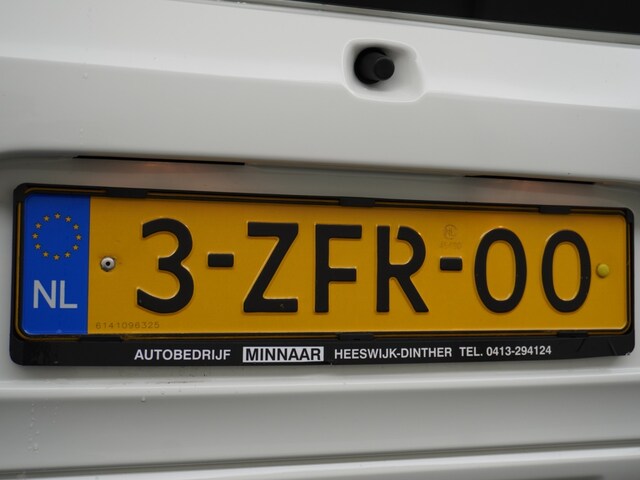 NL
3-ZFR-00
6141096325
AUTOBEDRIJF MINNAAR HEESWIJK-DINTHER TEL. 0413-294124